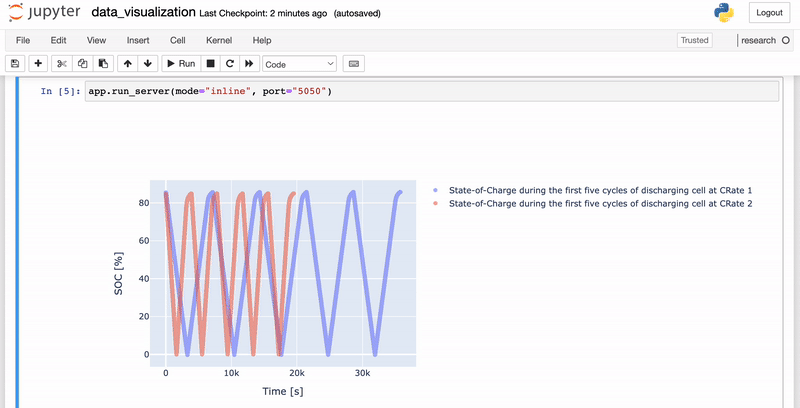 jupyter data_visualization Last Checkpoint: 2 minutes ago (autosaved)
Logout
File Edit View Insert Cell Kernel Help
Trusted
research
Run
Code
In [5]: app.run_server(mode="inline", port="5050")
State-of-Charge during the first five cycles of discharging cell at CRate 1
State-of-Charge during the first five cycles of discharging cell at CRate 2
SOC [%]
80
60
40
20
0
0 10k 20k 30k
Time [s]